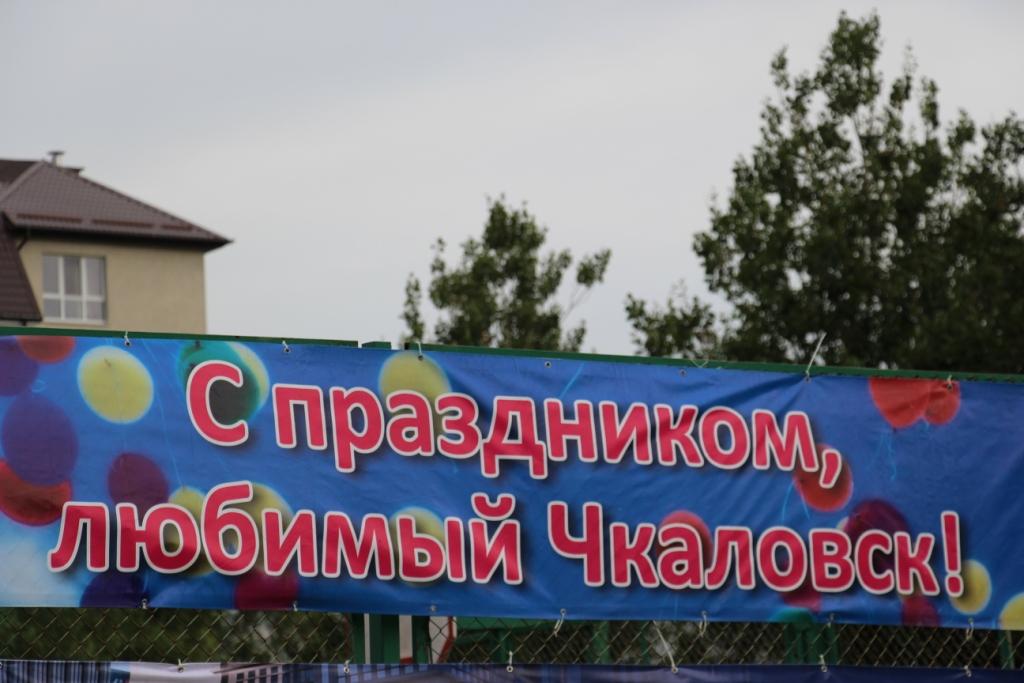 С праздником,
любимый Чкаловск!